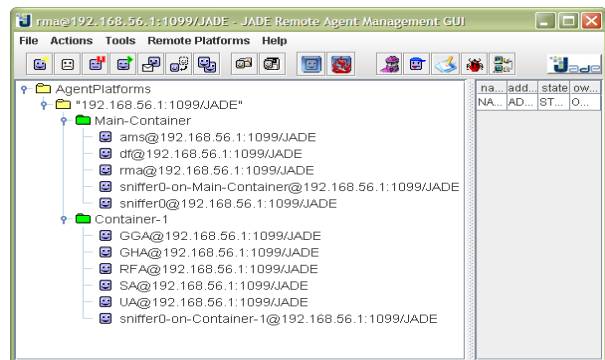 rma@192.168.56.1:1099/JADE - JADE Remote Agent Management GUI
File Actions Tools Remote Platforms Help
Jade
AgentPlatforms
"192.168.56.1:1099/JADE"
Main-Container
ams@192.168.56.1:1099/JADE
df@192.168.56.1:1099/JADE
rma@192.168.56.1:1099/JADE
sniffer0-on-Main-Container@192.168.56.1:1099/JADE
sniffer0@192.168.56.1:1099/JADE
Container-1
GGA@192.168.56.1:1099/JADE
GHA@192.168.56.1:1099/JADE
RFA@192.168.56.1:1099/JADE
SA@192.168.56.1:1099/JADE
UA@192.168.56.1:1099/JADE
sniffer0-on-Container-1@192.168.56.1:1099/JADE
na... add... state ow...
NA... AD... ST... O...